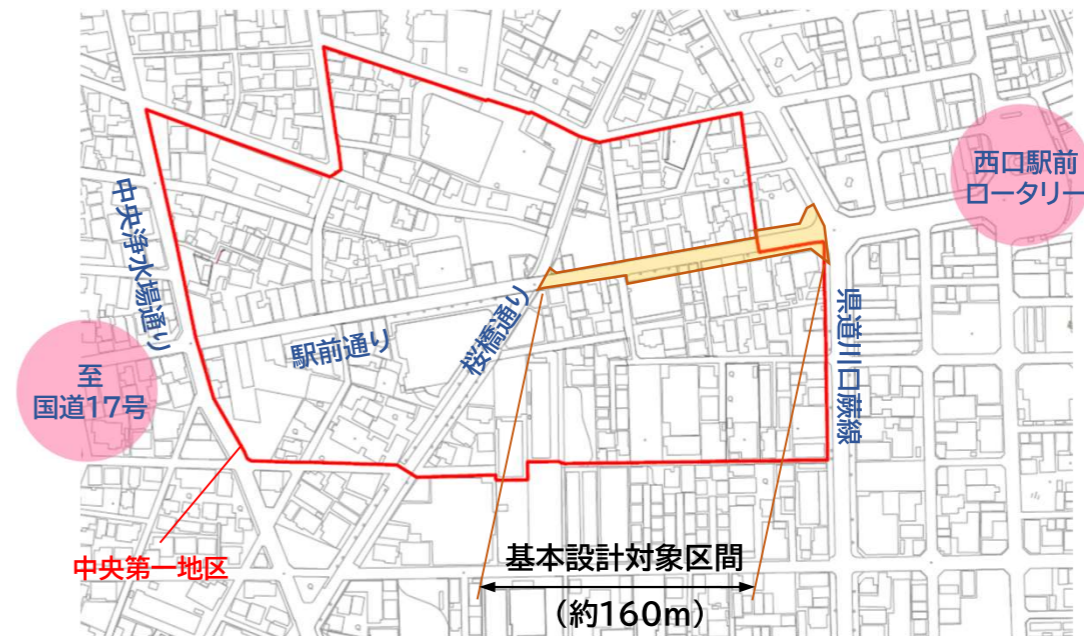 西口駅前
ロータリー
中央浄水場通り
駅前通り
桜橋通り
県道川口蕨線
至
国道17号
中央第一地区
基本設計対象区間
（約160m）